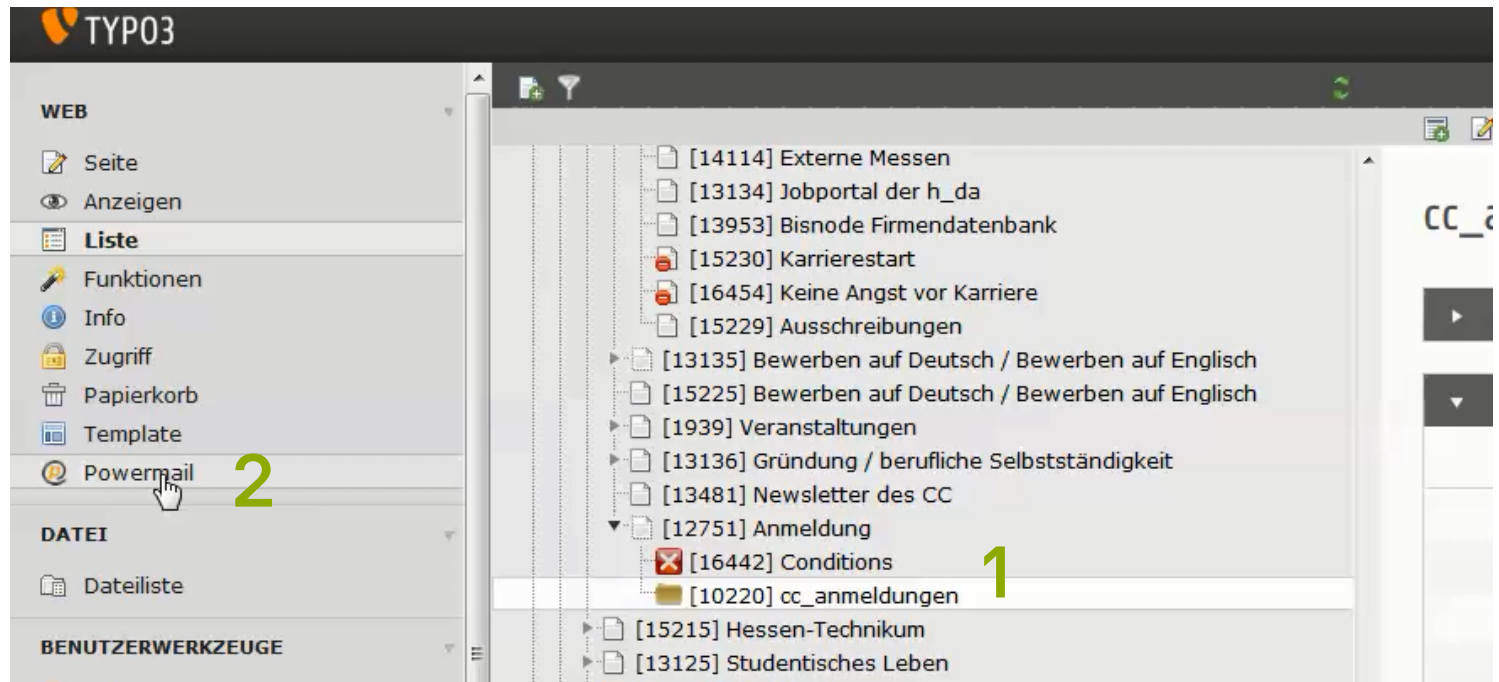 TYPO3
WEB
Seite
Anzeigen
Liste
Funktionen
Info
Zugriff
Papierkorb
Template
Powermail
2
DATEI
Dateiliste
BENUTZERWERKZEUGE
[14114] Externe Messen
[13134] Jobportal der h_da
[13953] Bisnode Firmendatenbank
[15230] Karrierestart
[16454] Keine Angst vor Karriere
[15229] Ausschreibungen
[13135] Bewerben auf Deutsch / Bewerben auf Englisch
[15225] Bewerben auf Deutsch / Bewerben auf Englisch
[1939] Veranstaltungen
[13136] Gründung / berufliche Selbstständigkeit
[13481] Newsletter des CC
[12751] Anmeldung
[16442] Conditions
1
[10220] cc_anmeldungen
[15215] Hessen-Technikum
[13125] Studentisches Leben